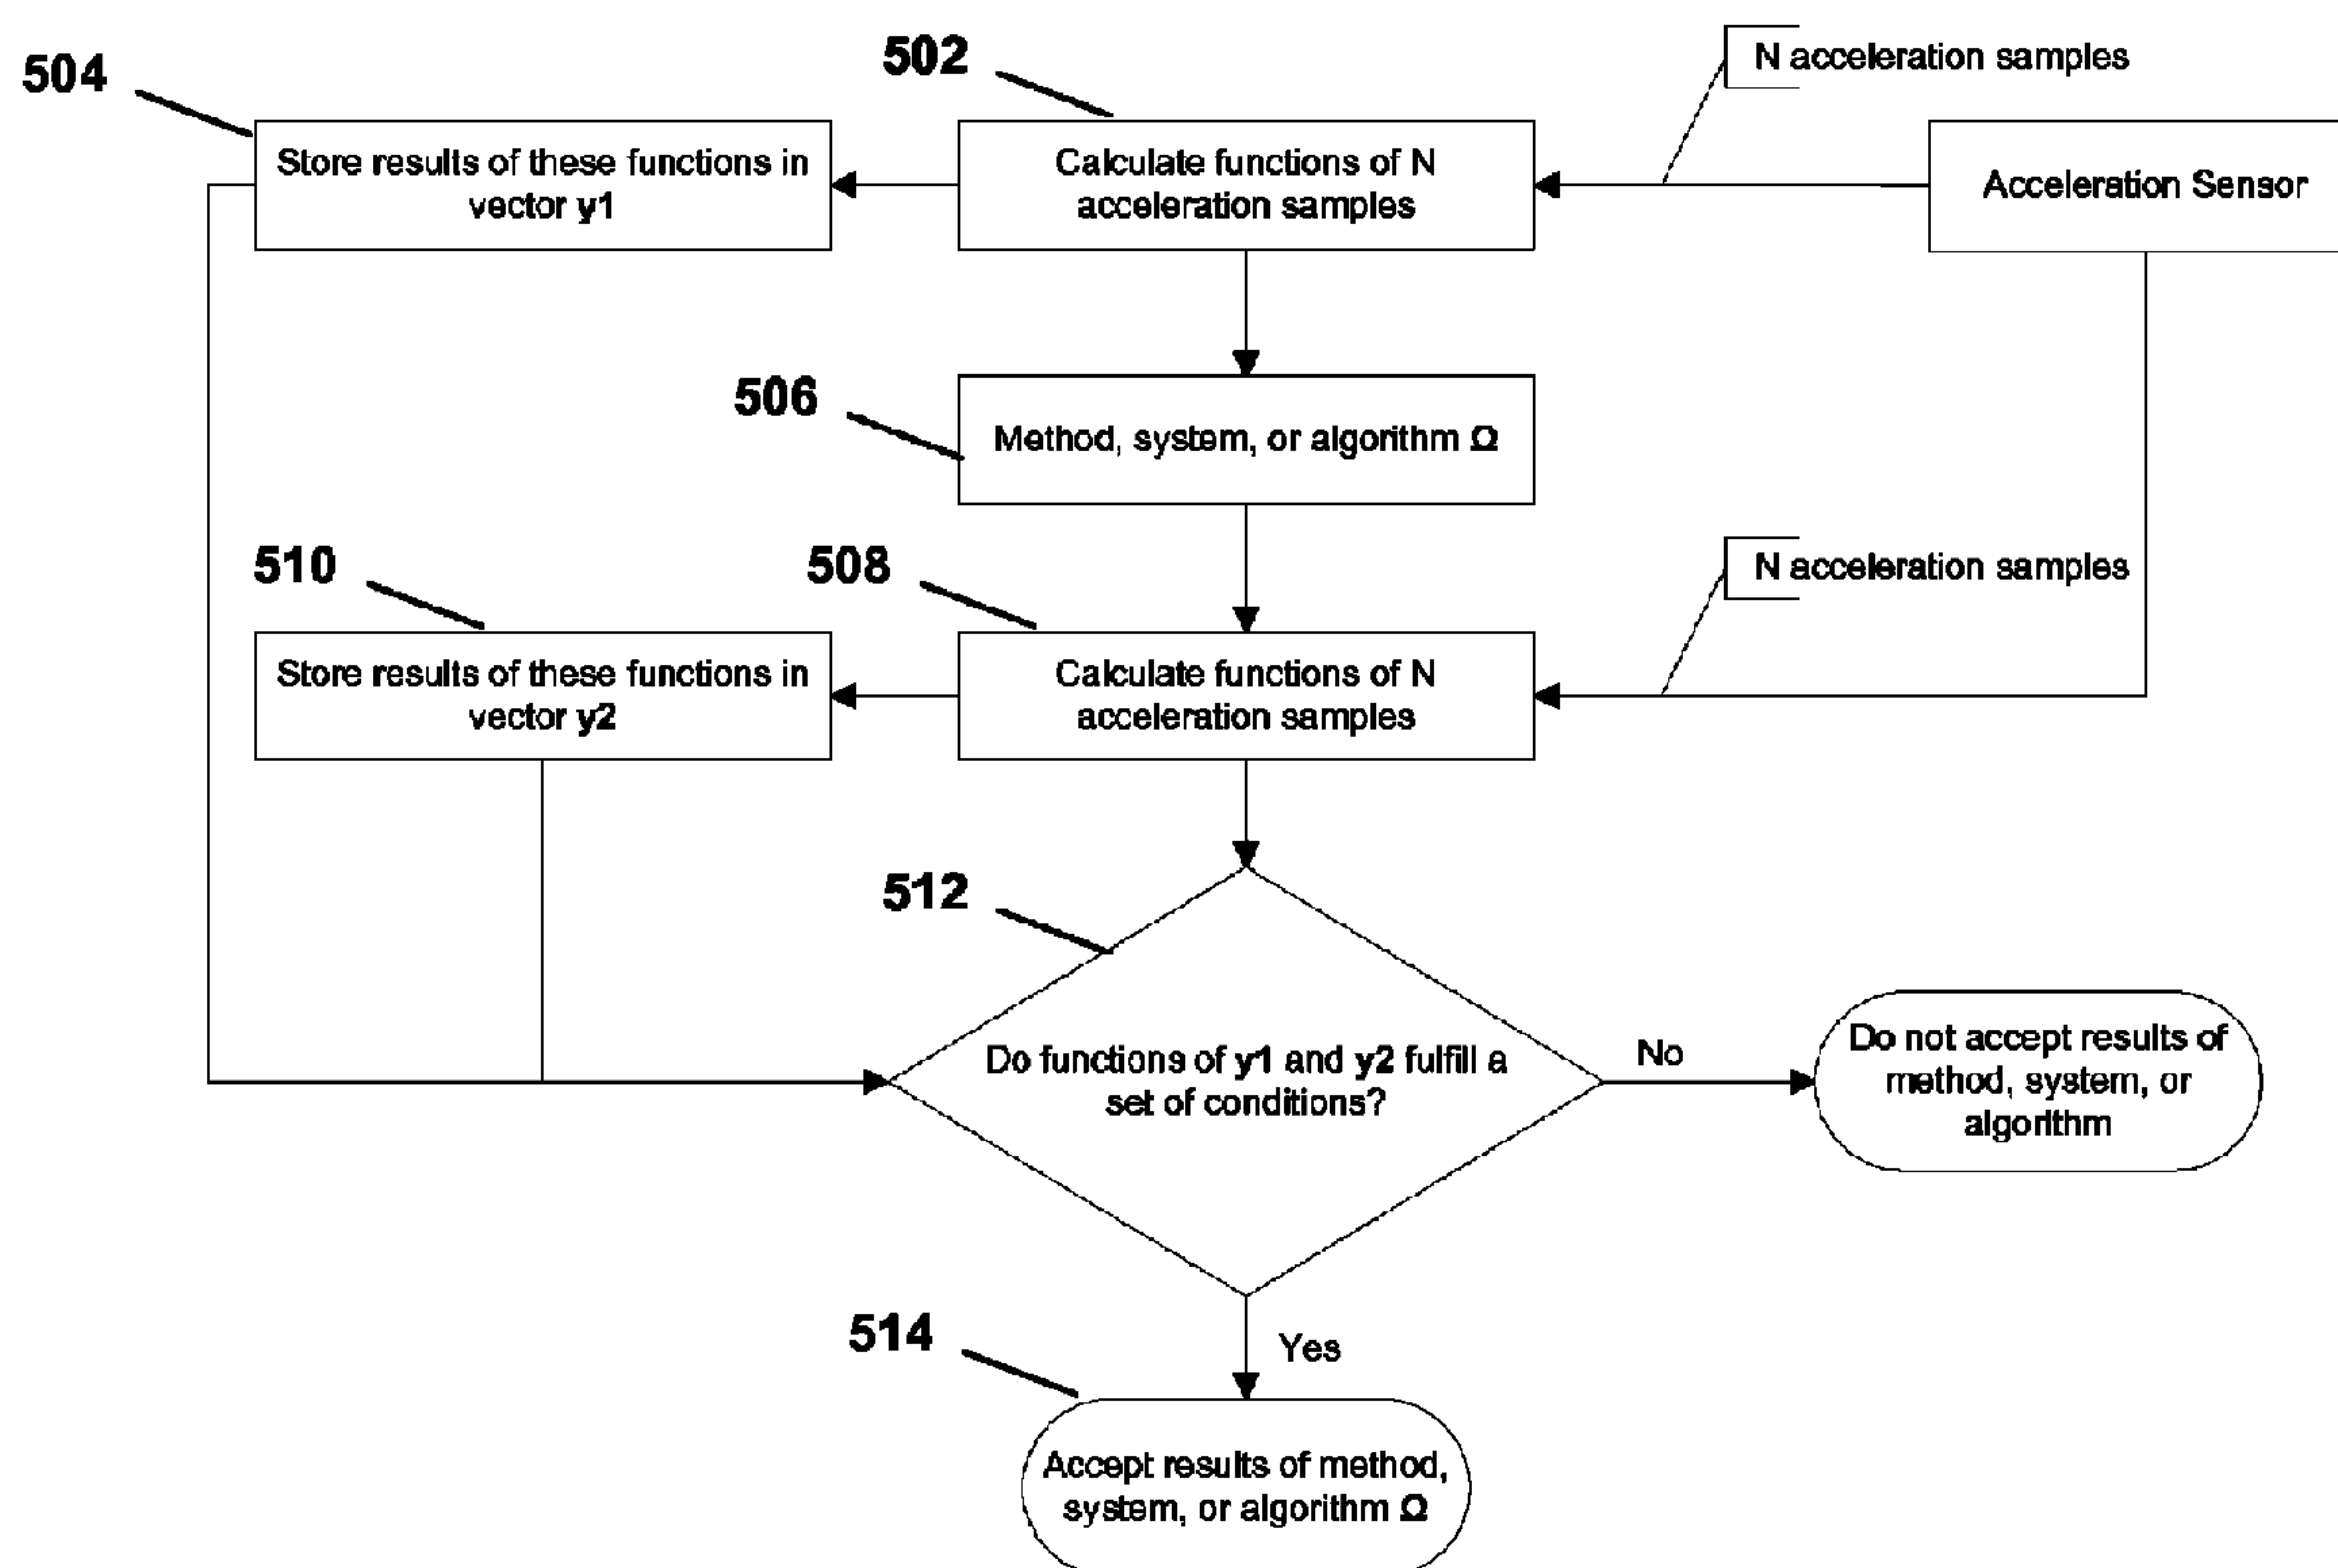 504
502
N acceleration samples
Store results of these functions in
vector y1
Calculate functions of N
acceleration samples
Acceleration Sensor
506
Method, system, or algorithm Ω
510
508
N acceleration samples
Store results of these functions in
vector y2
Calculate functions of N
acceleration samples
512
Do functions of y1 and y2 fulfill a
set of conditions?
No
Do not accept results of
method, system, or
algorithm
514
Yes
Accept results of method,
system, or algorithm Ω